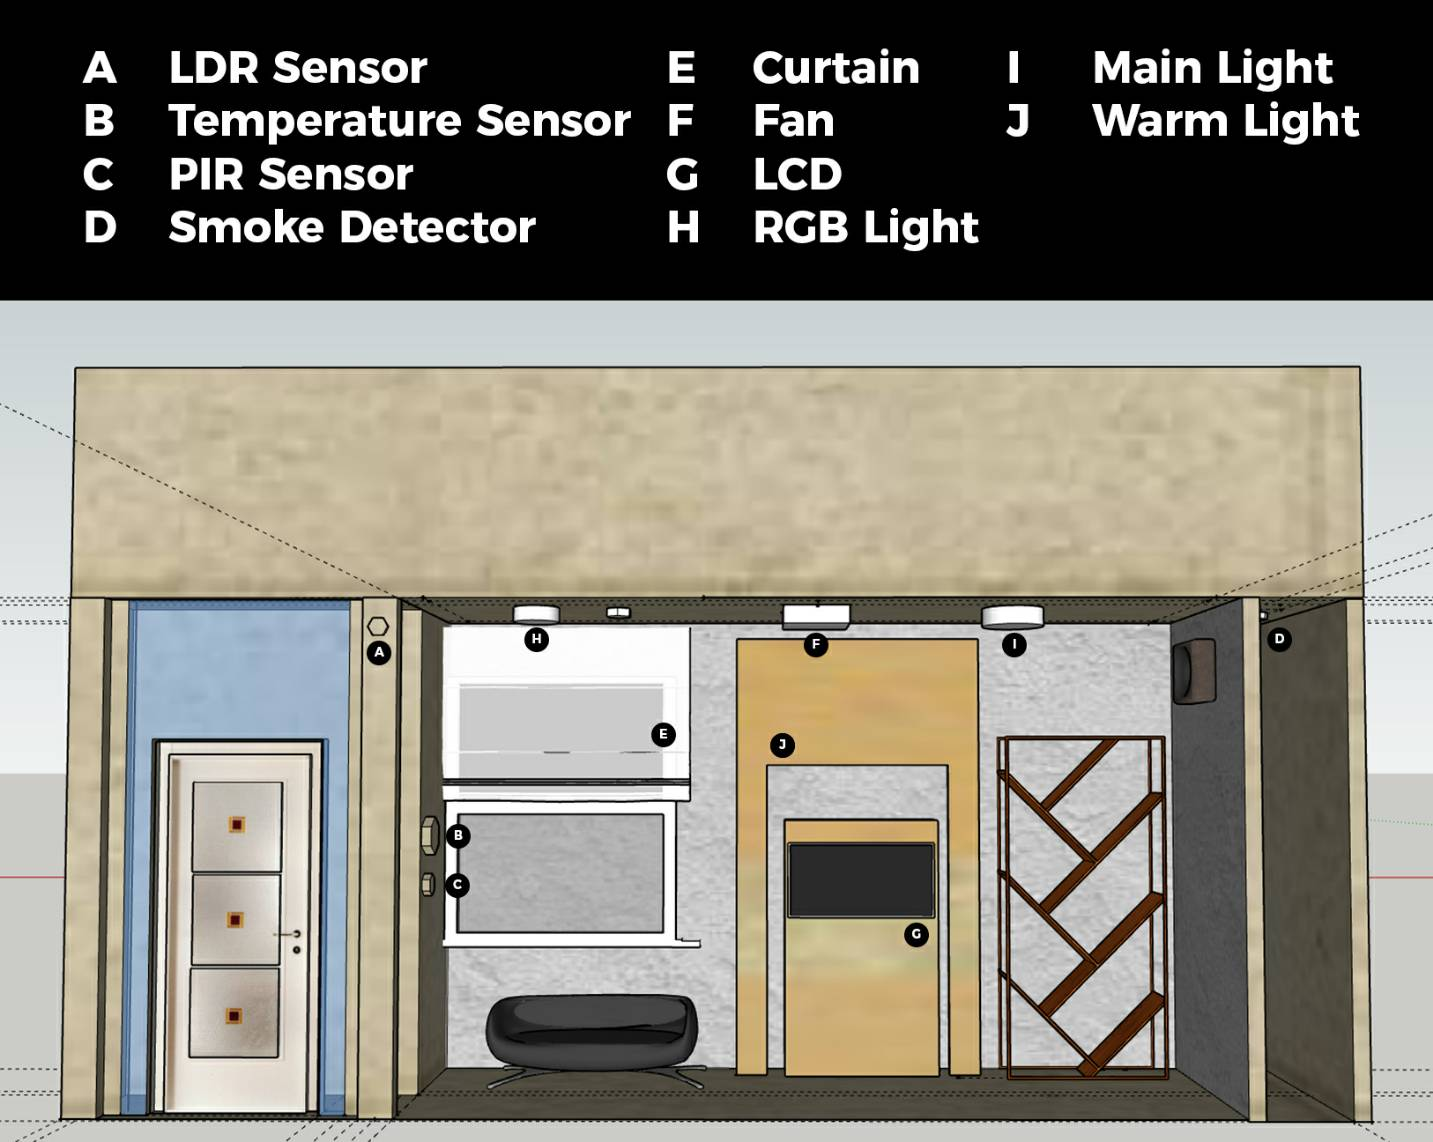 A LDR Sensor
B Temperature Sensor
C PIR Sensor
D Smoke Detector
E Curtain
F Fan
G LCD
H RGB Light
I Main Light
J Warm Light
A
H
F
I
D
E
J
B
C
G